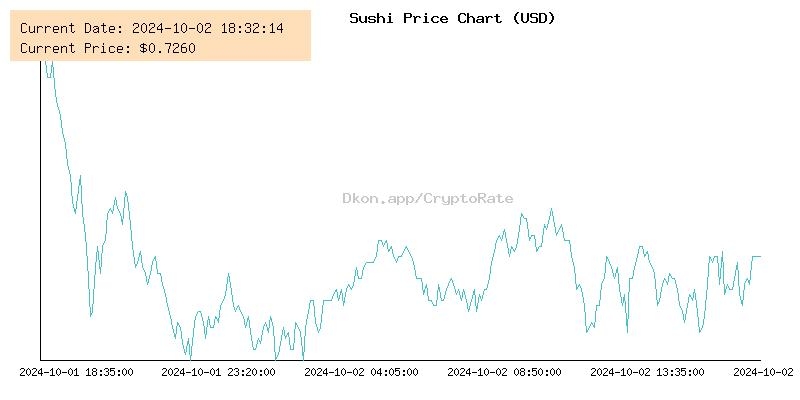 Sushi Price Chart (USD)
Current Date: 2024-10-02 18:32:14
Current Price: $0.7260
Dkon.app/CryptoRate
2024-10-01 18:35:00 2024-10-01 23:20:00 2024-10-02 04:05:00 2024-10-02 08:50:00 2024-10-02 13:35:00 2024-10-02